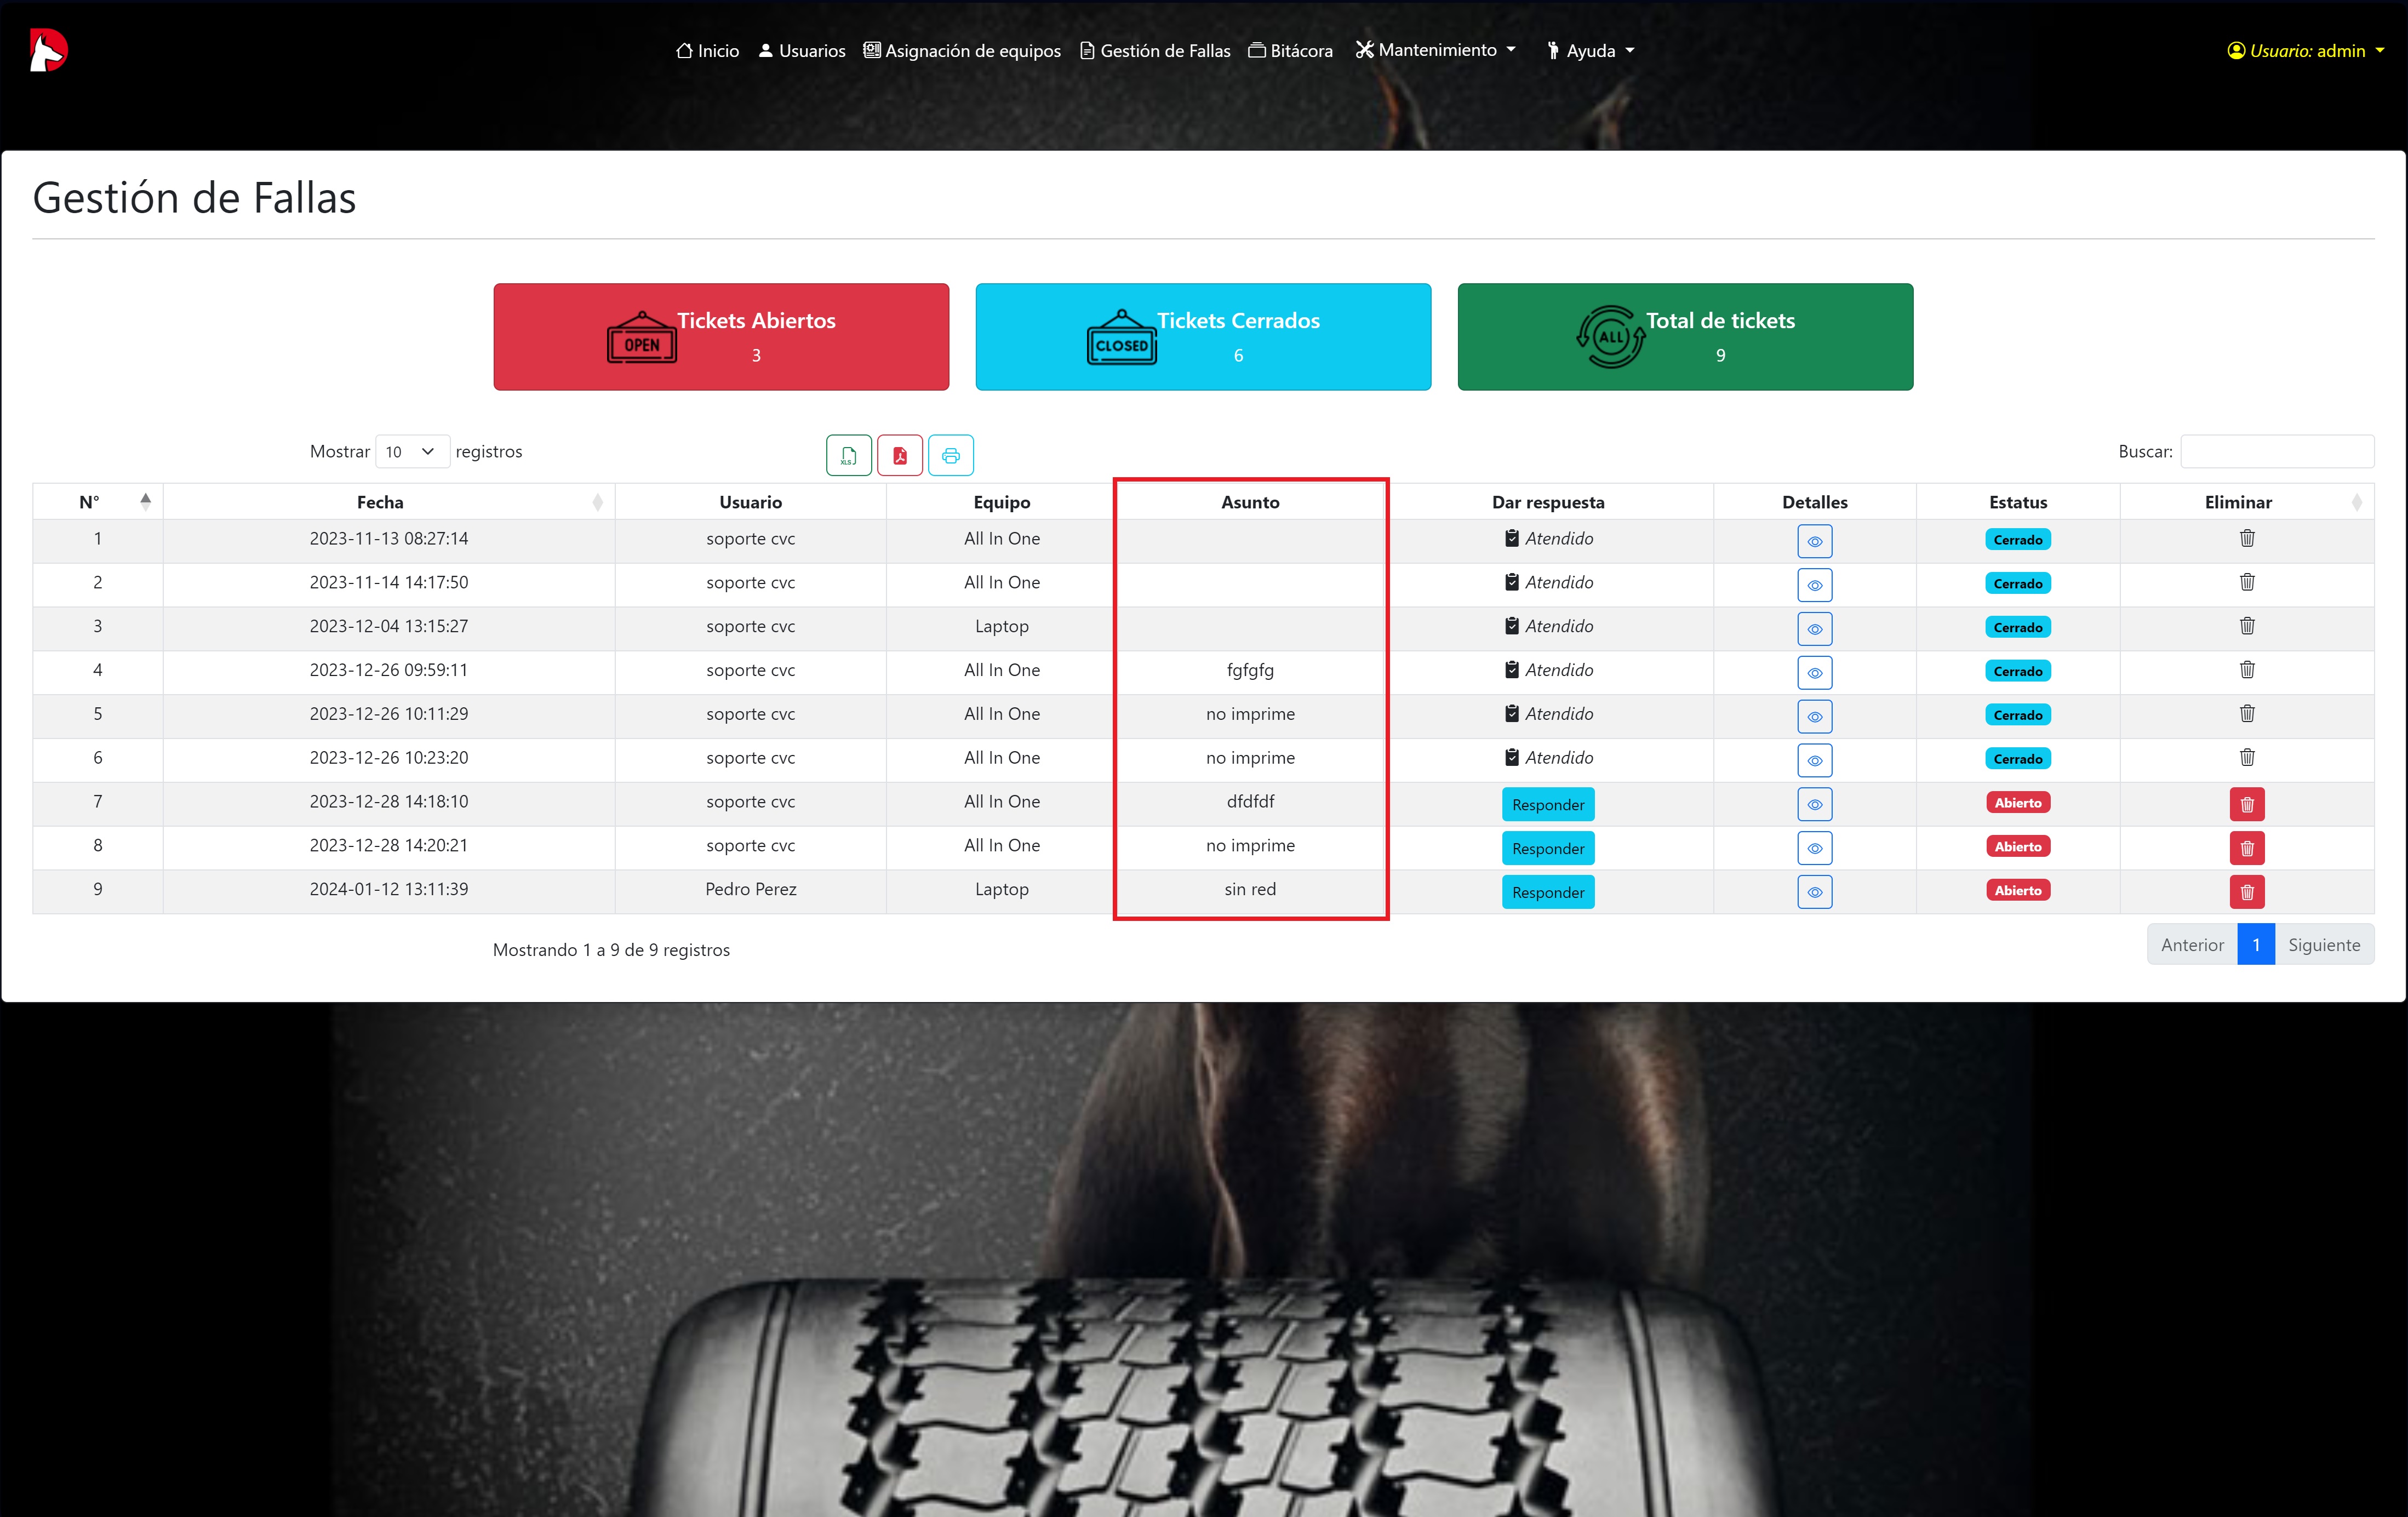 Inicio Usuarios Asignación de equipos Gestión de Fallas Bitácora Mantenimiento Ayuda Usuario: admin
Gestión de Fallas
OPEN Tickets Abiertos
3
CLOSED Tickets Cerrados
6
ALL Total de tickets
9
Mostrar 10 registros XLS Buscar:
N° Fecha Usuario Equipo Asunto Dar respuesta Detalles Estatus Eliminar
1 2023-11-13 08:27:14 soporte cvc All In One Atendido Cerrado
2 2023-11-14 14:17:50 soporte cvc All In One Atendido Cerrado
3 2023-12-04 13:15:27 soporte cvc Laptop Atendido Cerrado
4 2023-12-26 09:59:11 soporte cvc All In One fgfgfg Atendido Cerrado
5 2023-12-26 10:11:29 soporte cvc All In One no imprime Atendido Cerrado
6 2023-12-26 10:23:20 soporte cvc All In One no imprime Atendido Cerrado
7 2023-12-28 14:18:10 soporte cvc All In One dfdfdf Responder Abierto
8 2023-12-28 14:20:21 soporte cvc All In One no imprime Responder Abierto
9 2024-01-12 13:11:39 Pedro Perez Laptop sin red Responder Abierto
Mostrando 1 a 9 de 9 registros Anterior 1 Siguiente